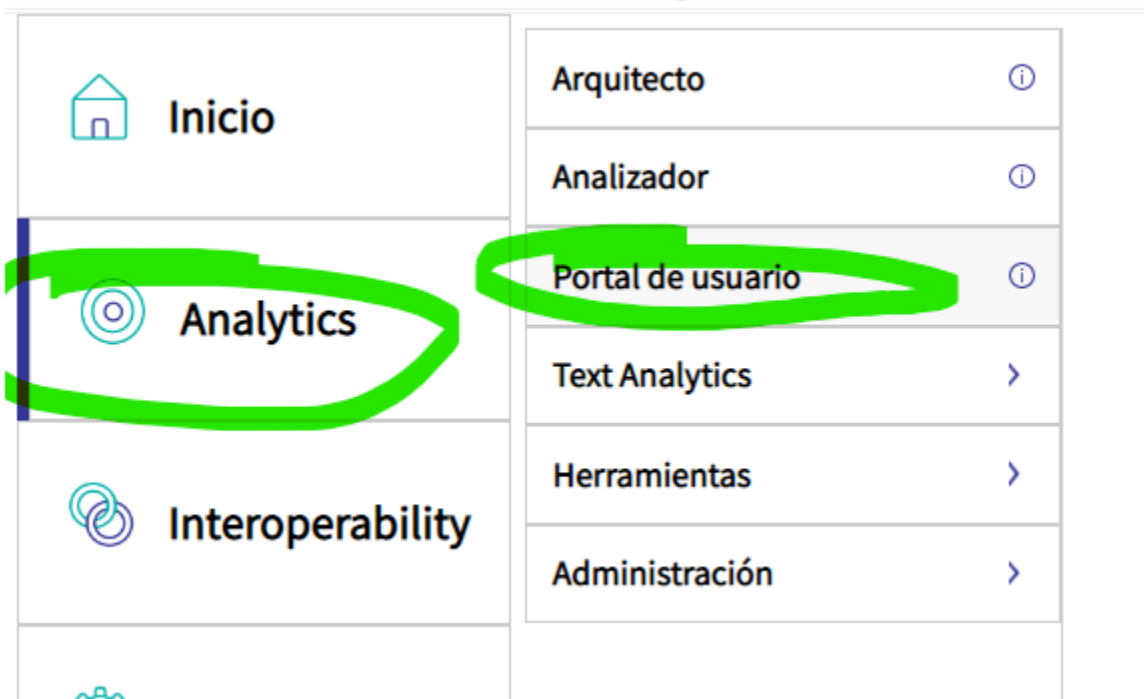 Inicio
Analytics
Interoperability
Arquitecto
Analizador
Portal de usuario
Text Analytics
Herramientas
Administración